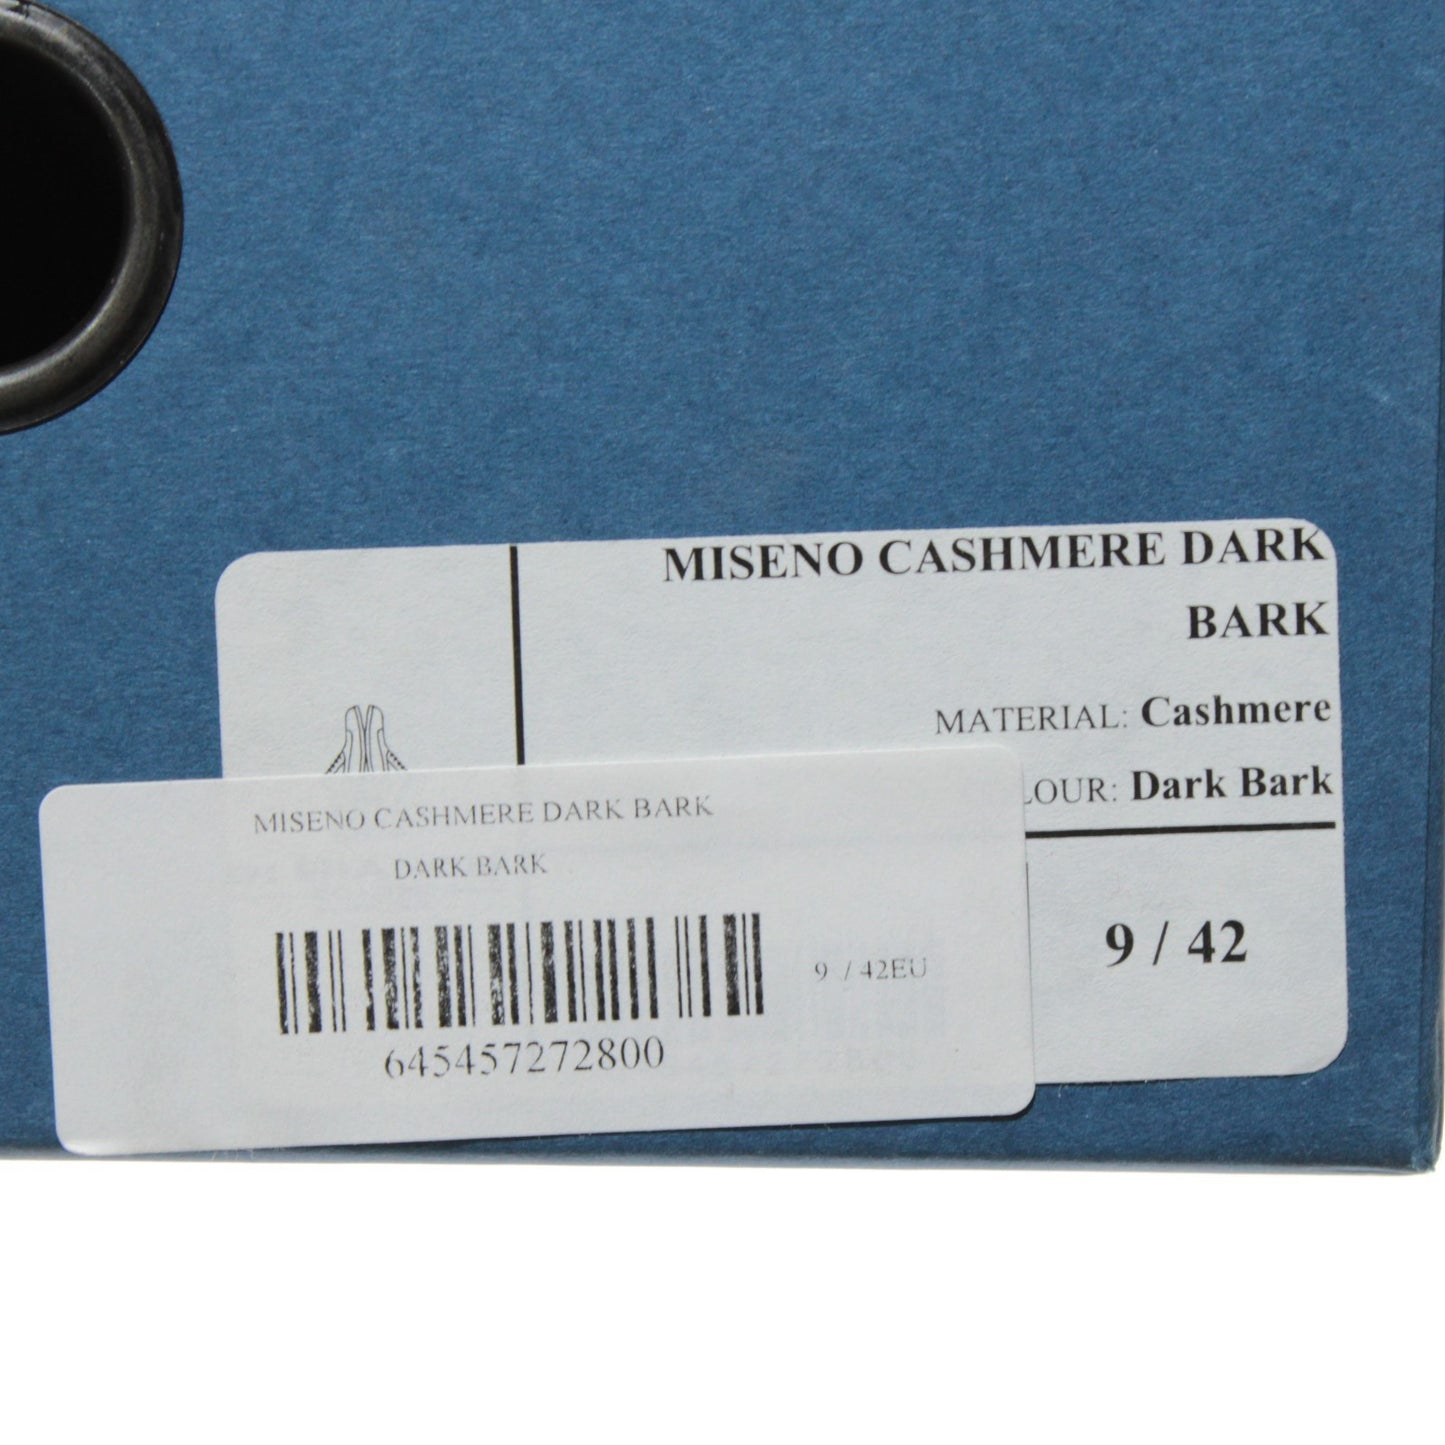 MISENO CASHMERE DARK
BARK
MATERIAL: Cashmere
LOUR: Dark Bark
9 / 42
MISENO CASHMERE DARK BARK
DARK BARK
9 / 42EU
645457272800